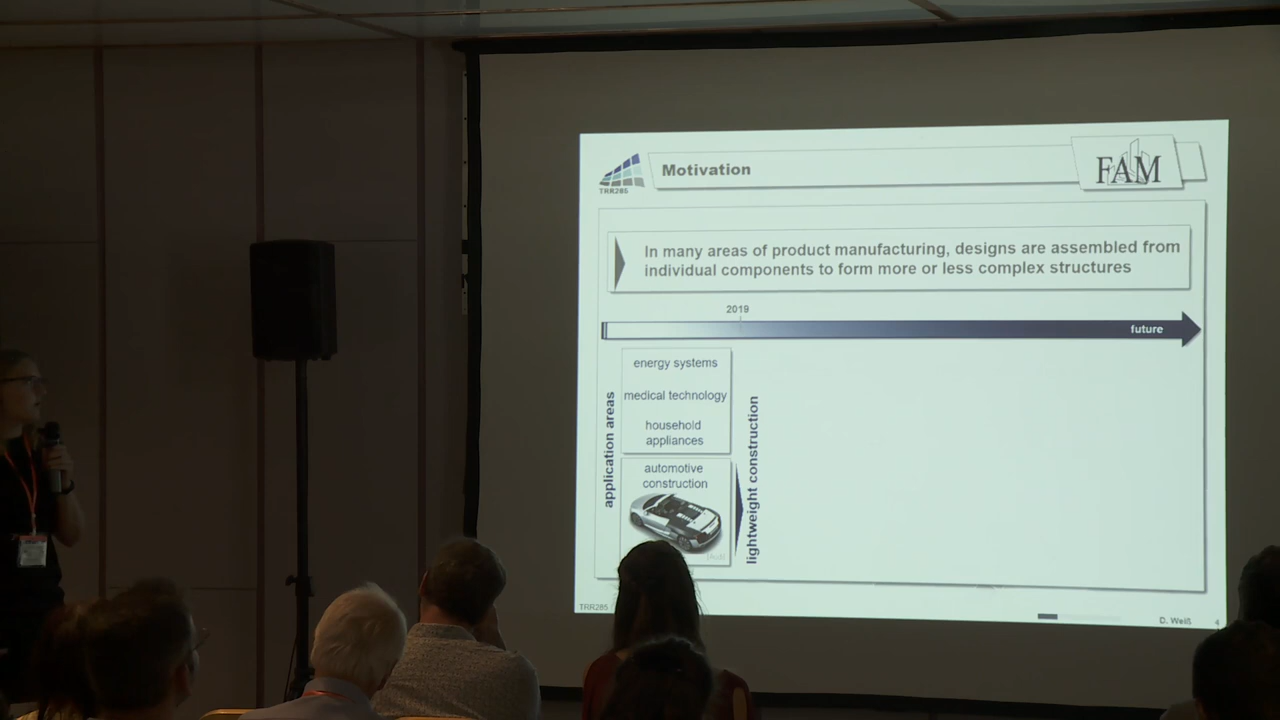 TRR285
Motivation
FAM
In many areas of product manufacturing, designs are assembled from
individual components to form more or less complex structures
2019
future
application areas
energy systems
medical technology
household
appliances
automotive
construction
lightweight construction
TRR285
D. Weiß
4